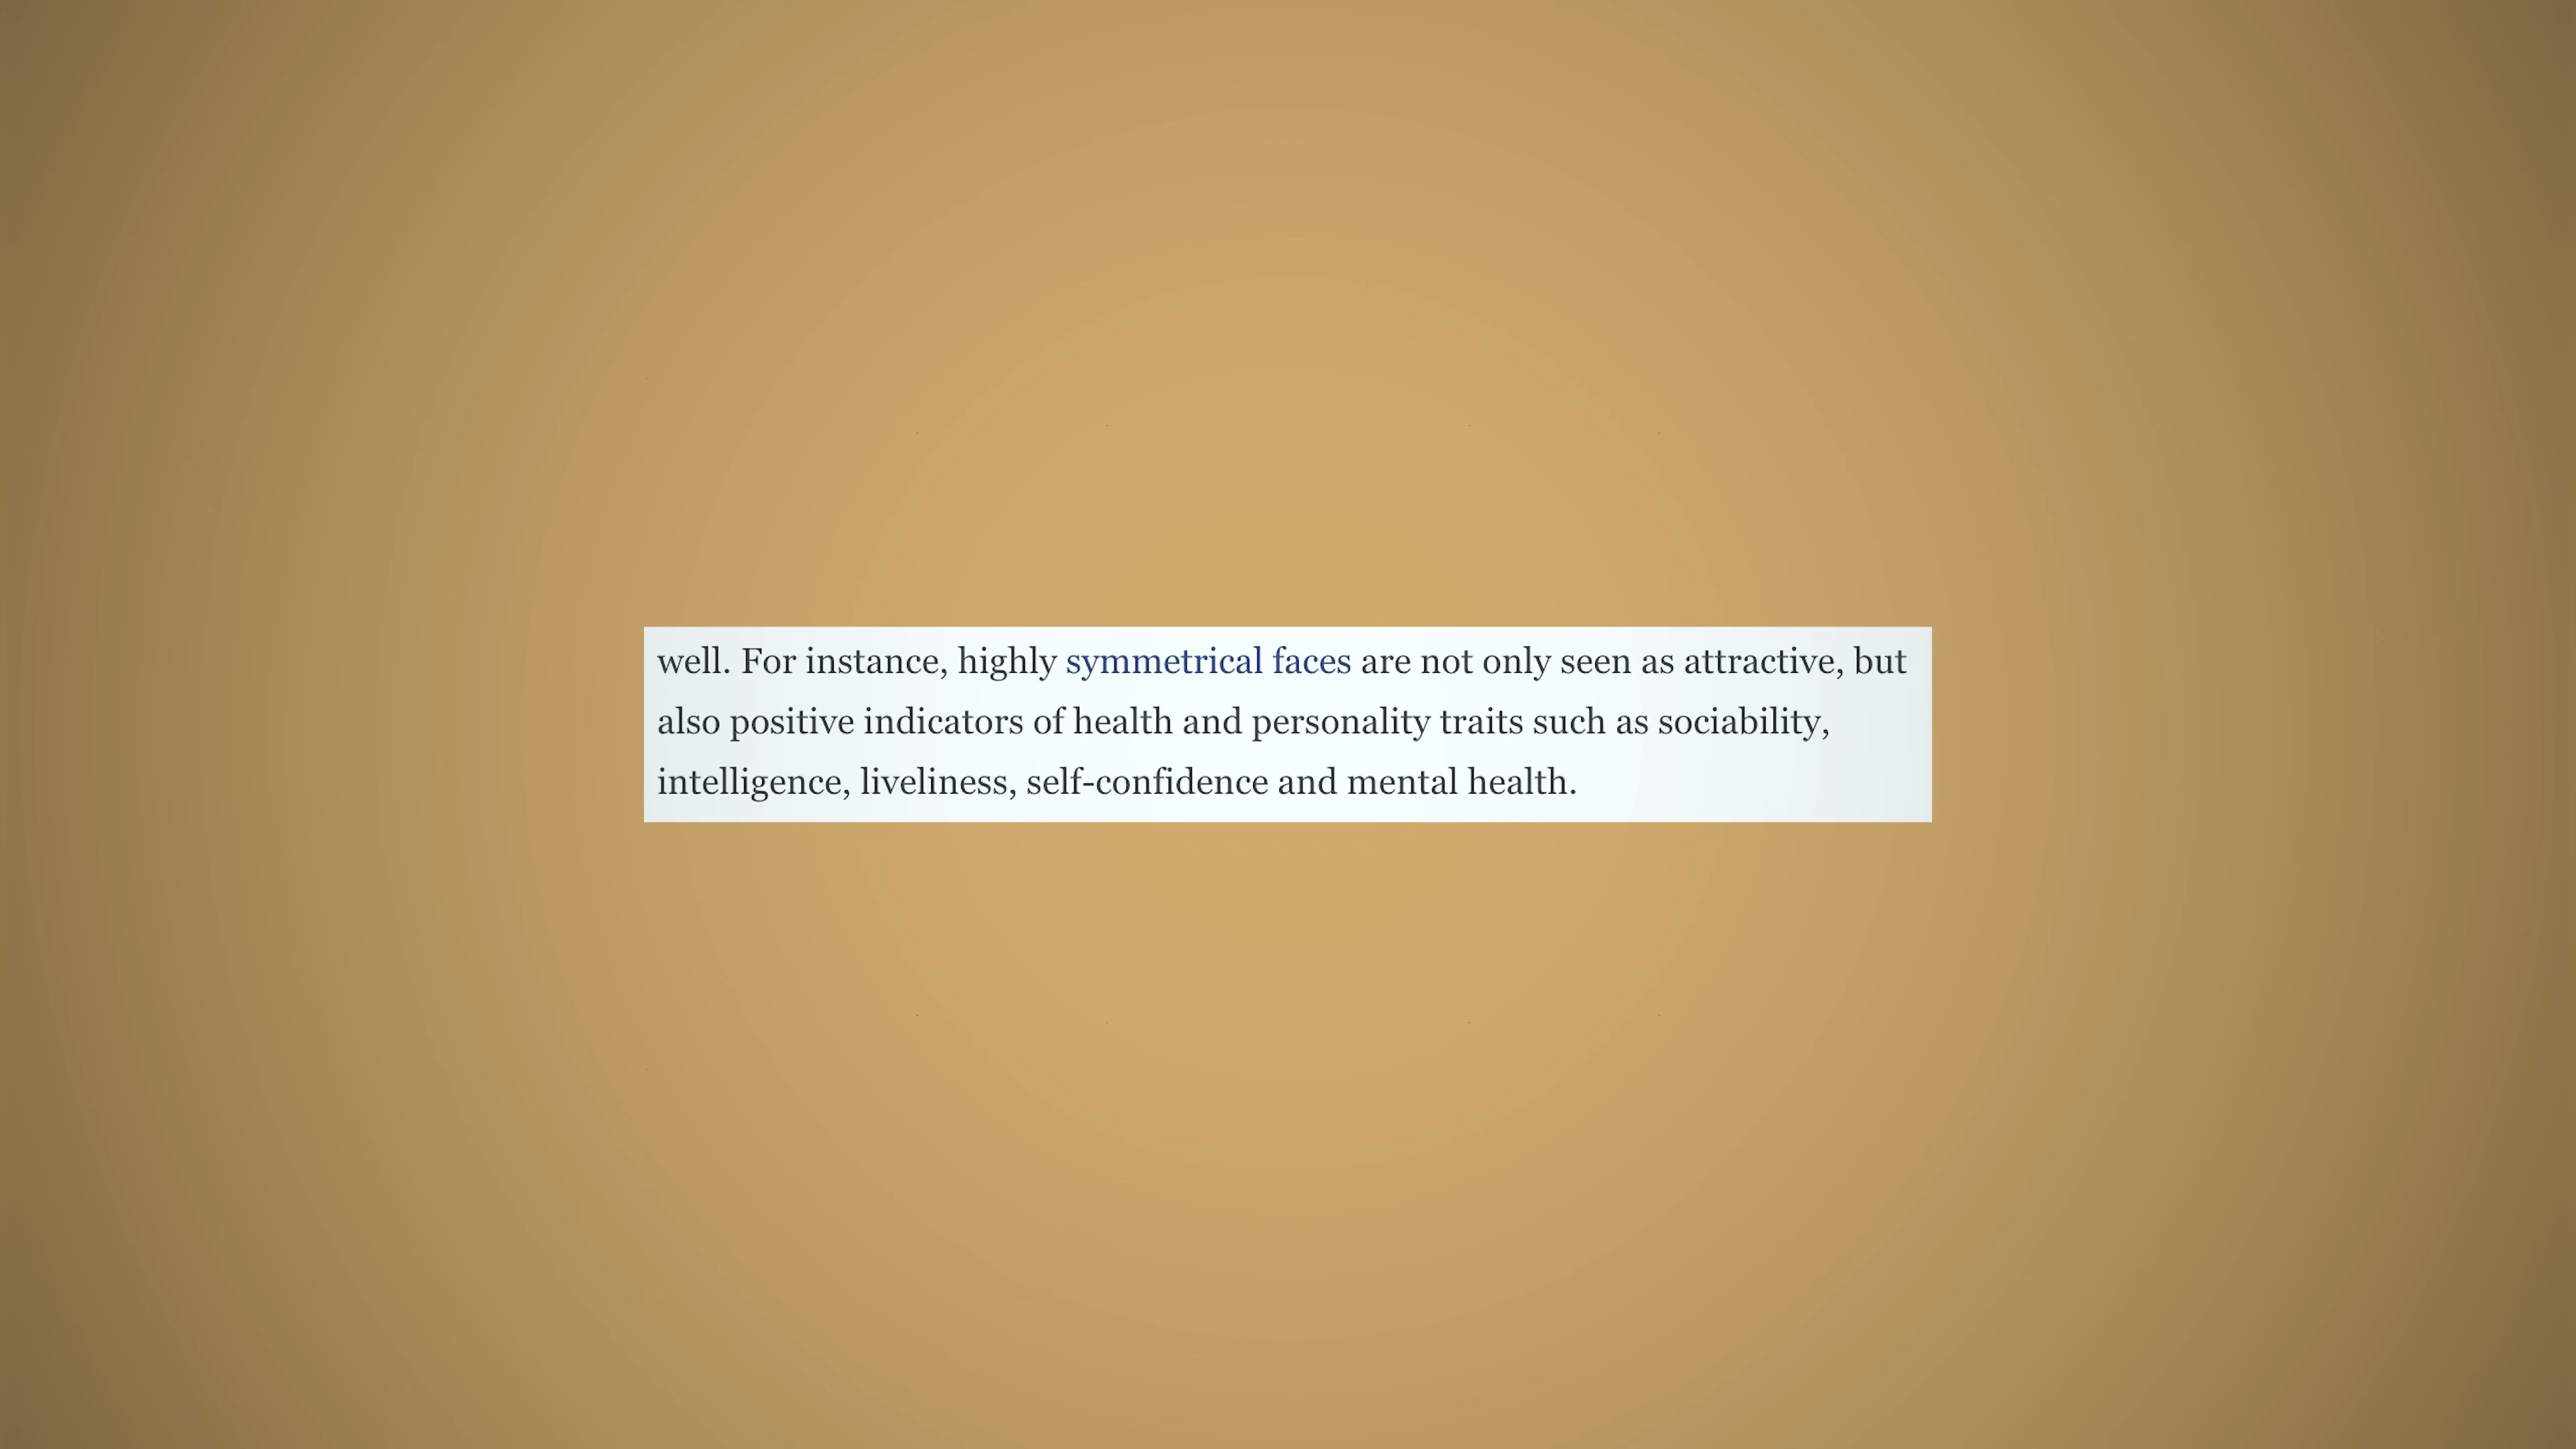 well. For instance, highly symmetrical faces are not only seen as attractive, but
also positive indicators of health and personality traits such as sociability,
intelligence, liveliness, self-confidence and mental health.